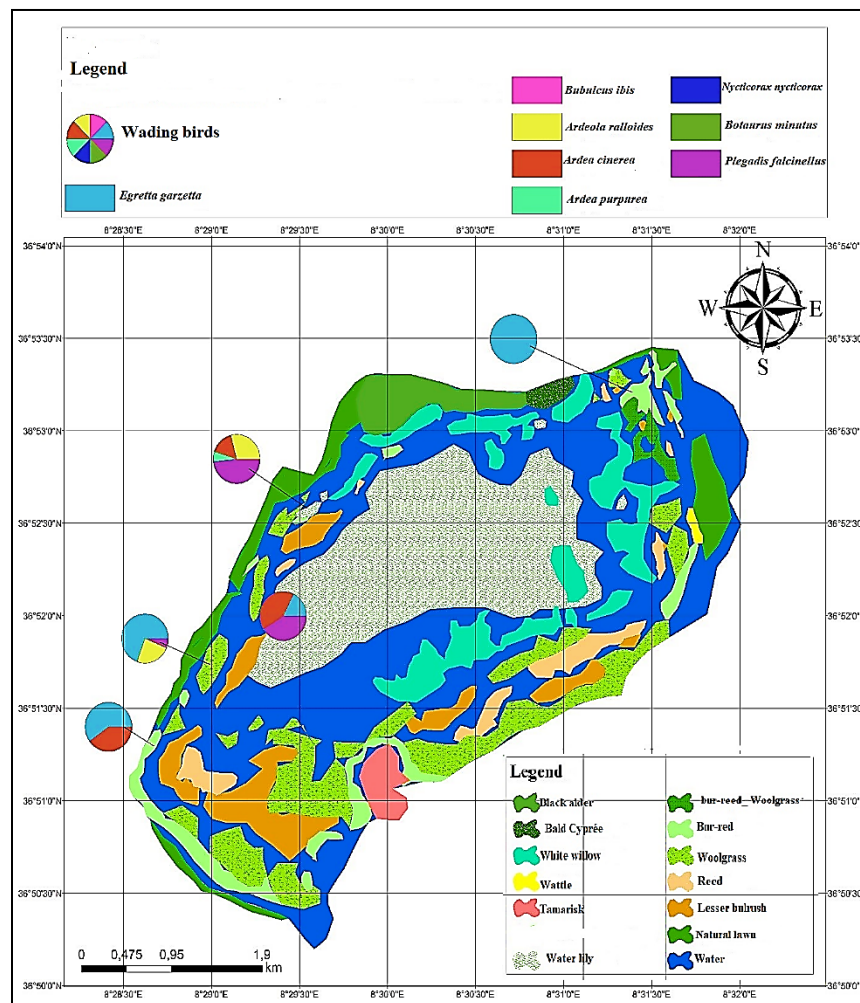 Legend
Wading birds
Egretta garzetta
Bubulcus ibis
Ardeola ralloïdes
Ardea cinerea
Ardea purpurea
Nycticorax nycticorax
Botaurus minutus
Plegadis falcinellus
8°28'30"E 8°29'0"E 8°29'30"E 8°30'0"E 8°30'30"E 8°31'0"E 8°31'30"E 8°32'0"E
36°54'0"N 36°54'0"N
N
W E
S
36°53'30"N 36°53'30"N
36°53'0"N 36°53'0"N
36°52'30"N 36°52'30"N
36°52'0"N 36°52'0"N
36°51'30"N 36°51'30"N
36°51'0"N 36°51'0"N
36°50'30"N 36°50'30"N
36°50'0"N 36°50'0"N
Legend
Black alder
Bald Cyprée
White willow
Wattle
Tamarisk
Water lily
bur-reed_Woolgrass
Bur-red
Woolgrass
Reed
Lesser bulrush
Natural lawn
Water
0 0,475 0,95 1,9
km
8°28'30"E 8°29'0"E 8°29'30"E 8°30'0"E 8°30'30"E 8°31'0"E 8°31'30"E 8°32'0"E